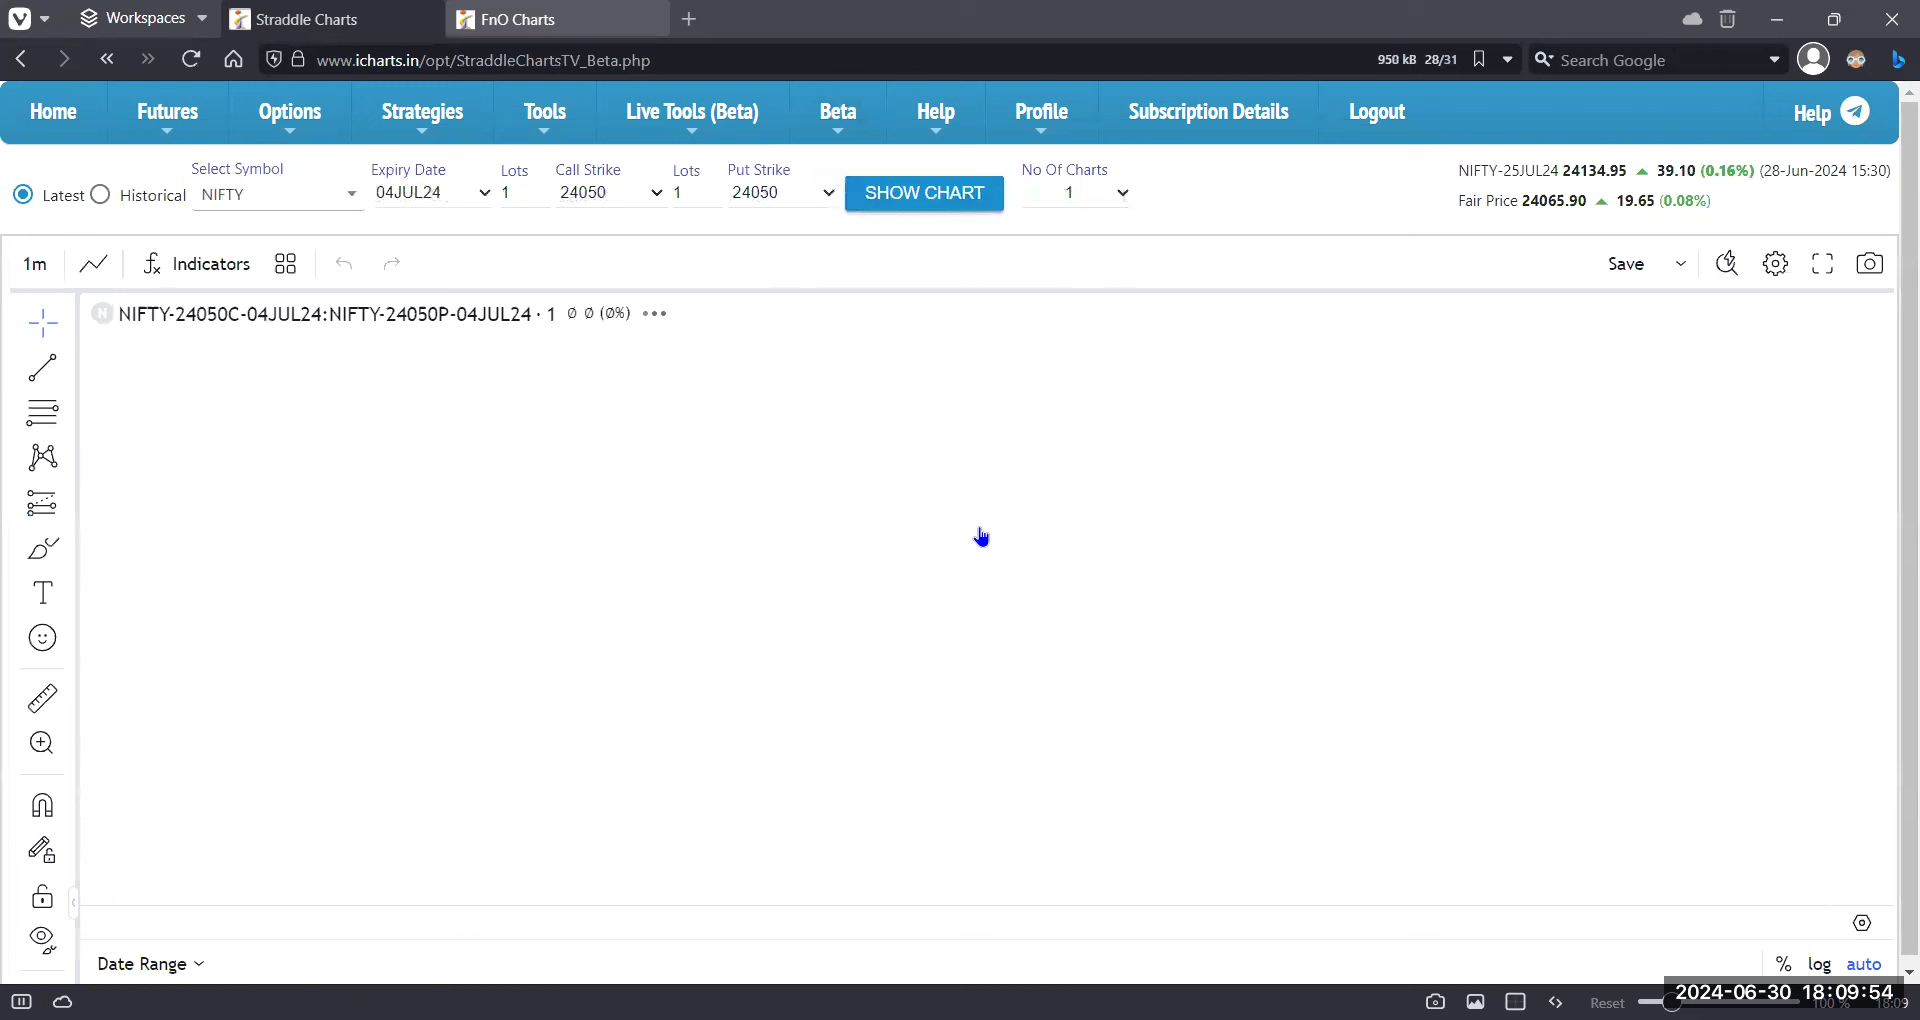 Workspaces
Straddle Charts
FnO Charts
www.icharts.in/opt/StraddleChartsTV_Beta.php
950 kB 28/31
Search Google
Home
Futures
Options
Strategies
Tools
Live Tools (Beta)
Beta
Help
Profile
Subscription Details
Logout
Help
Latest
Historical
Select Symbol
NIFTY
Expiry Date
04JUL24
Lots
1
Call Strike
24050
Lots
1
Put Strike
24050
SHOW CHART
No Of Charts
1
NIFTY-25JUL24 24134.95 ▲ 39.10 (0.16%) (28-Jun-2024 15:30)
Fair Price 24065.90 ▲ 19.65 (0.08%)
1m
Indicators
Save
N
NIFTY-24050C-04JUL24:NIFTY-24050P-04JUL24 · 1 ∅ ∅ (0%) •••
Date Range
% log auto
Reset
100 %
18:09
2024-06-30 18:09:54